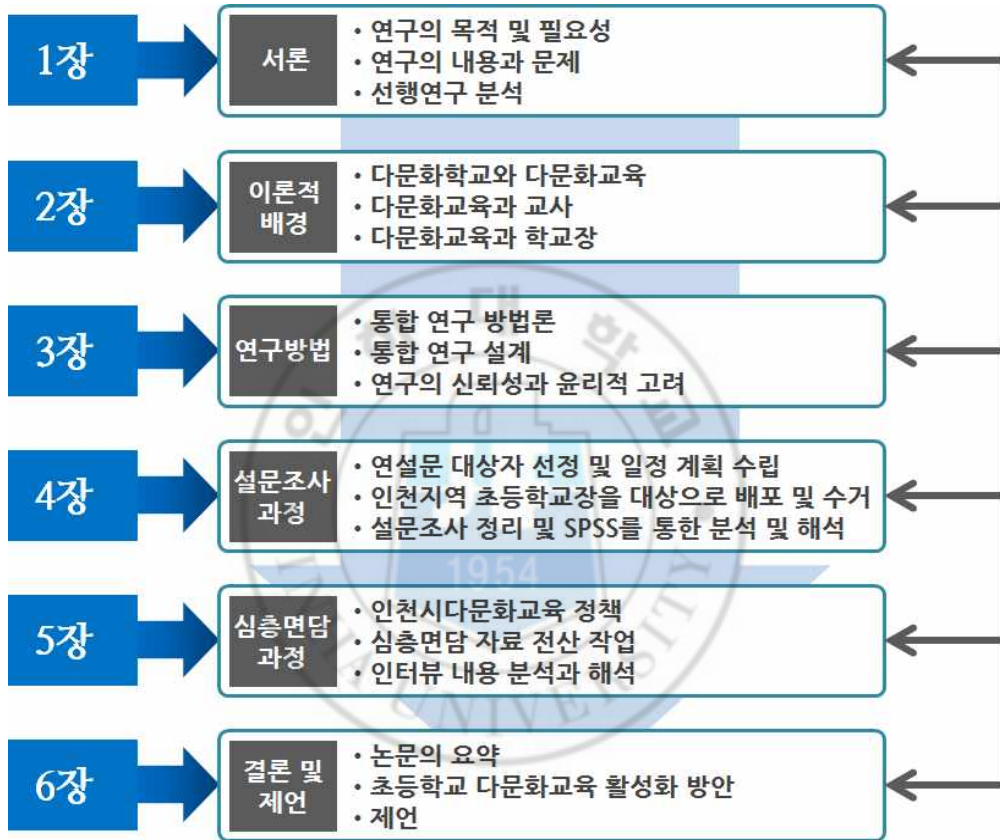 1장
서론
• 연구의 목적 및 필요성
• 연구의 내용과 문제
• 선행연구 분석
2장
이론적
배경
• 다문화학교와 다문화교육
• 다문화교육과 교사
• 다문화교육과 학교장
3장
연구방법
• 통합 연구 방법론
• 통합 연구 설계
• 연구의 신뢰성과 윤리적 고려
4장
설문조사
과정
• 연설문 대상자 선정 및 일정 계획 수립
• 인천지역 초등학교장을 대상으로 배포 및 수거
• 설문조사 정리 및 SPSS를 통한 분석 및 해석
5장
심층면담
과정
• 인천시다문화교육 정책
• 심층면담 자료 전산 작업
• 인터뷰 내용 분석과 해석
6장
결론 및
제언
• 논문의 요약
• 초등학교 다문화교육 활성화 방안
• 제언
인하대학교
1954
INHA UNIVERSITY